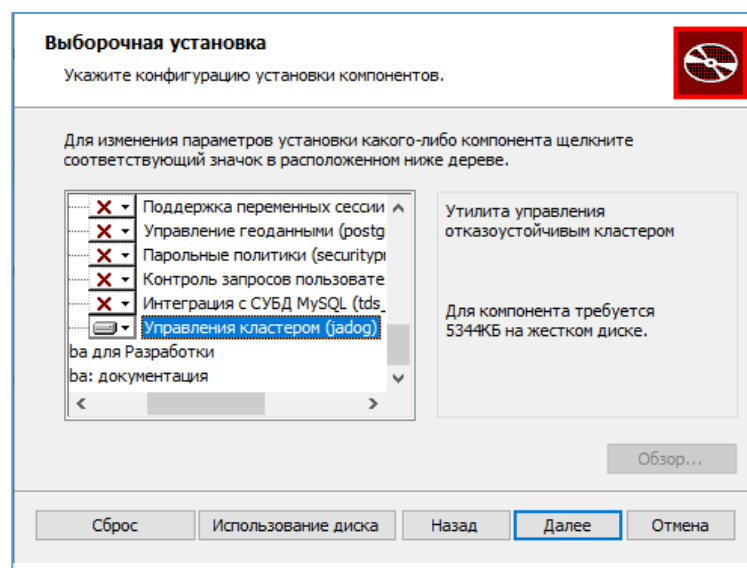 Выборочная установка
Укажите конфигурацию установки компонентов.
Для изменения параметров установки какого-либо компонента щелкните
соответствующий значок в расположенном ниже дереве.
Поддержка переменных сессии
Управление геоданными (postg
Парольные политики (securitypr
Контроль запросов пользовате
Интеграция с СУБД MySQL (tds_
Управления кластером (jadog)
ba для Разработки
ba: документация
Утилита управления
отказоустойчивым кластером
Для компонента требуется
5344КБ на жестком диске.
Обзор...
Сброс
Использование диска
Назад
Далее
Отмена